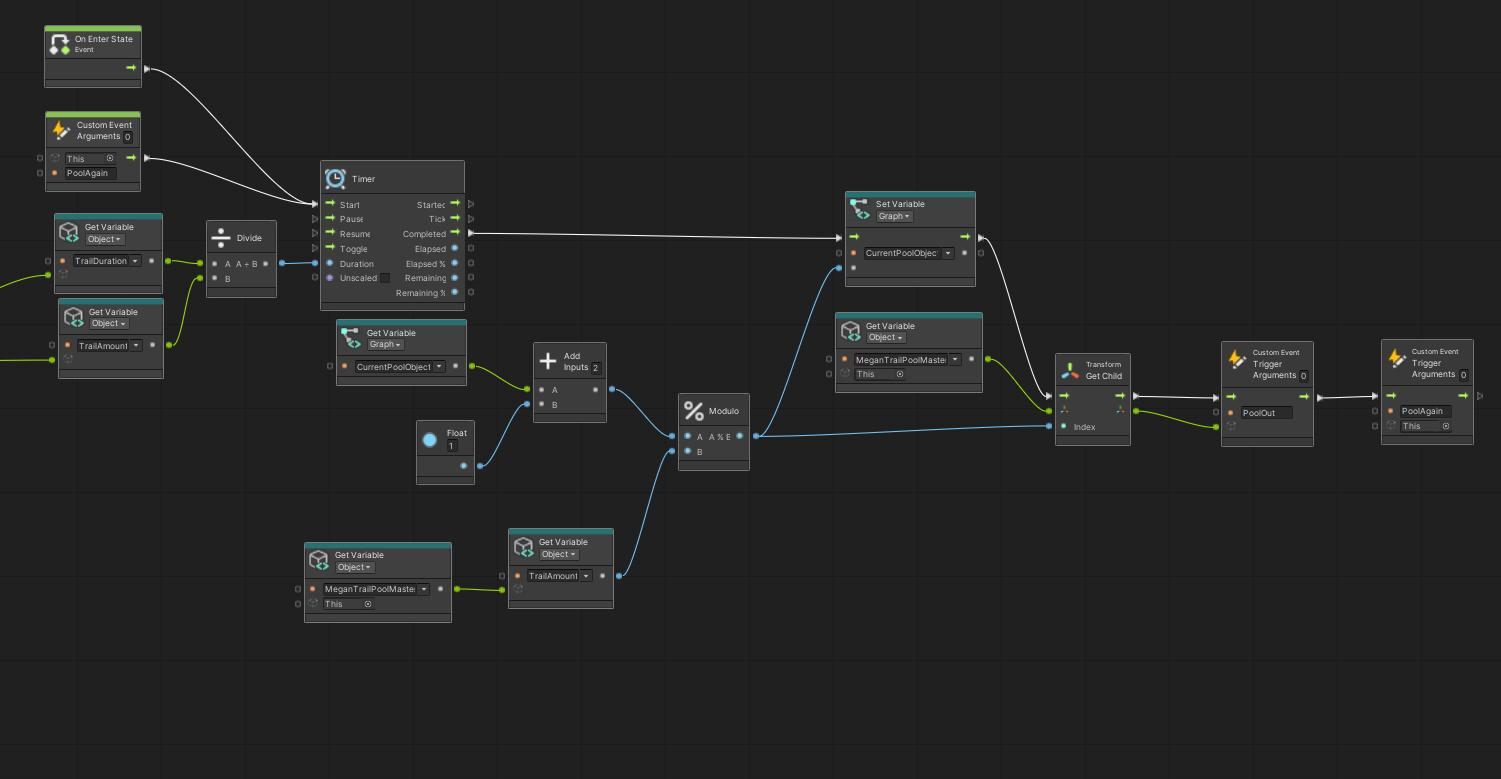 On Enter State
Event
Custom Event
Arguments 0
This
PoolAgain
Get Variable
Object
TrailDuration
Get Variable
Object
TrailAmount
Divide
A A ÷ B
B
Timer
Start Started
Pause Tick
Resume Completed
Toggle Elapsed
Duration Elapsed %
Unscaled Remaining
Remaining %
Get Variable
Graph
CurrentPoolObject
Float
1
Add
Inputs 2
A
B
Modulo
A A % B
B
Get Variable
Object
MeganTrailPoolMaste
This
Get Variable
Object
TrailAmount
Set Variable
Graph
CurrentPoolObjec
Get Variable
Object
MeganTrailPoolMaste
This
Transform
Get Child
Index
Custom Event
Trigger
Arguments 0
PoolOut
Custom Event
Trigger
Arguments 0
PoolAgain
This